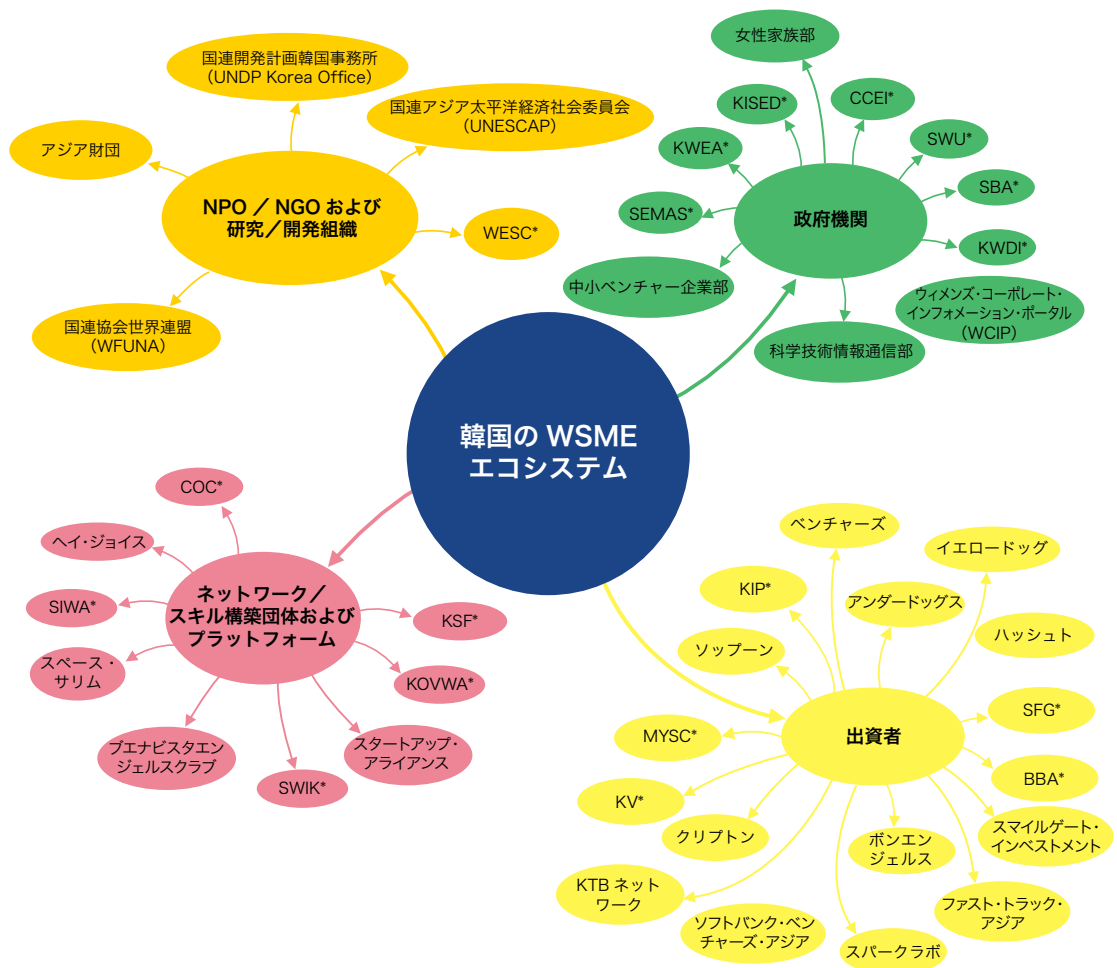 国連開発計画韓国事務所
（UNDP Korea Office）
国連アジア太平洋経済社会委員会
（UNESCAP）
アジア財団
NPO ／ NGO および
研究／開発組織
WESC*
国連協会世界連盟
（WFUNA）
女性家族部
KISED*
CCEI*
KWEA*
SWU*
SEMAS*
SBA*
政府機関
KWDI*
中小ベンチャー企業部
ウィメンズ・コーポレート・
インフォメーション・ポータル
（WCIP）
科学技術情報通信部
韓国の WSME
エコシステム
COC*
ヘイ・ジョイス
SIWA*
ネットワーク／
スキル構築団体および
プラットフォーム
KSF*
スペース・
サリム
KOVWA*
ブエナビスタエン
ジェルスクラブ
SWIK*
スタートアップ・
アライアンス
ベンチャーズ
イエロードッグ
KIP*
アンダードッグス
ソップーン
ハッシュト
MYSC*
出資者
SFG*
KV*
BBA*
クリプトン
ボンエン
ジェルス
スマイルゲート・
インベストメント
KTB ネット
ワーク
ソフトバンク・ベン
チャーズ・アジア
スパークラボ
ファスト・トラック・
アジア